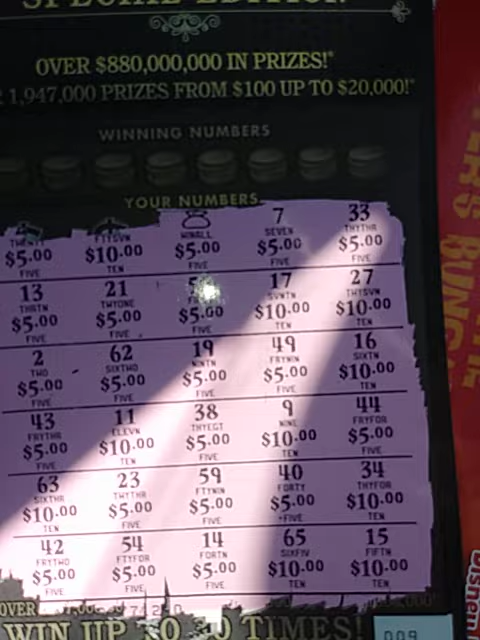 SPECIAL EDITION
OVER $880,000,000 IN PRIZES!*
1,947,000 PRIZES FROM $100 UP TO $20,000!*
WINNING NUMBERS
YOUR NUMBERS
7 33
FTYSVN WINALL SEVEN THYTHR
$5.00 $10.00 $5.00 $5.00 $5.00
FIVE TEN FIVE FIVE FIVE
13 21 17 27
THRTN TWYONE SVNTN TWYSVN
$5.00 $5.00 $5.00 $10.00 $10.00
FIVE FIVE FIVE TEN TEN
2 62 19 49 16
TWO SIXTWO NINTN FRYNIN SIXTN
$5.00 $5.00 $5.00 $5.00 $10.00
FIVE FIVE FIVE FIVE TEN
43 11 38 9 44
FRYTHR ELEVN THYEGT NINE FRYFOR
$5.00 $10.00 $5.00 $10.00 $5.00
FIVE TEN FIVE TEN FIVE
63 23 59 40 34
SIXTHR TWYTHR FTYNIN FORTY THYFOR
$10.00 $5.00 $5.00 $5.00 $10.00
TEN FIVE FIVE FIVE TEN
42 54 14 65 15
FRYTWO FTYFOR FORTN SIXFIV FIFTN
$5.00 $5.00 $5.00 $10.00 $10.00
FIVE FIVE FIVE TEN TEN
OVER
WIN UP TO 30 TIMES!
009